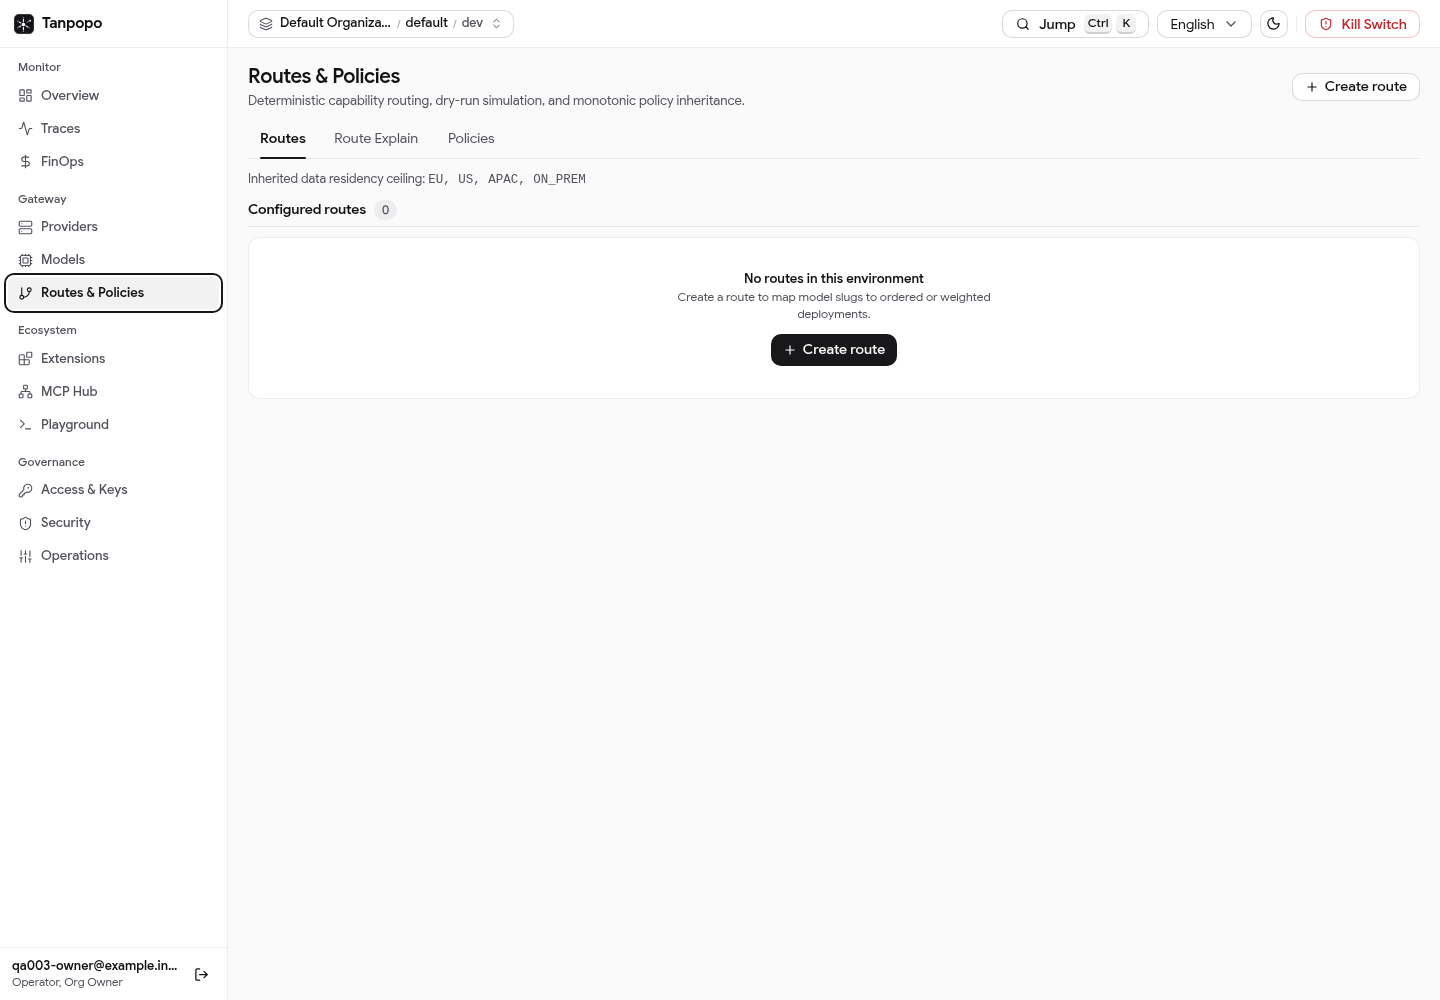 Tanpopo
Default Organiza... / default / dev
Jump Ctrl K
English
Kill Switch
Monitor
Overview
Traces
FinOps
Gateway
Providers
Models
Routes & Policies
Ecosystem
Extensions
MCP Hub
Playground
Governance
Access & Keys
Security
Operations
qa003-owner@example.in...
Operator, Org Owner
Routes & Policies
Deterministic capability routing, dry-run simulation, and monotonic policy inheritance.
Create route
Routes Route Explain Policies
Inherited data residency ceiling: EU, US, APAC, ON_PREM
Configured routes 0
No routes in this environment
Create a route to map model slugs to ordered or weighted
deployments.
Create route